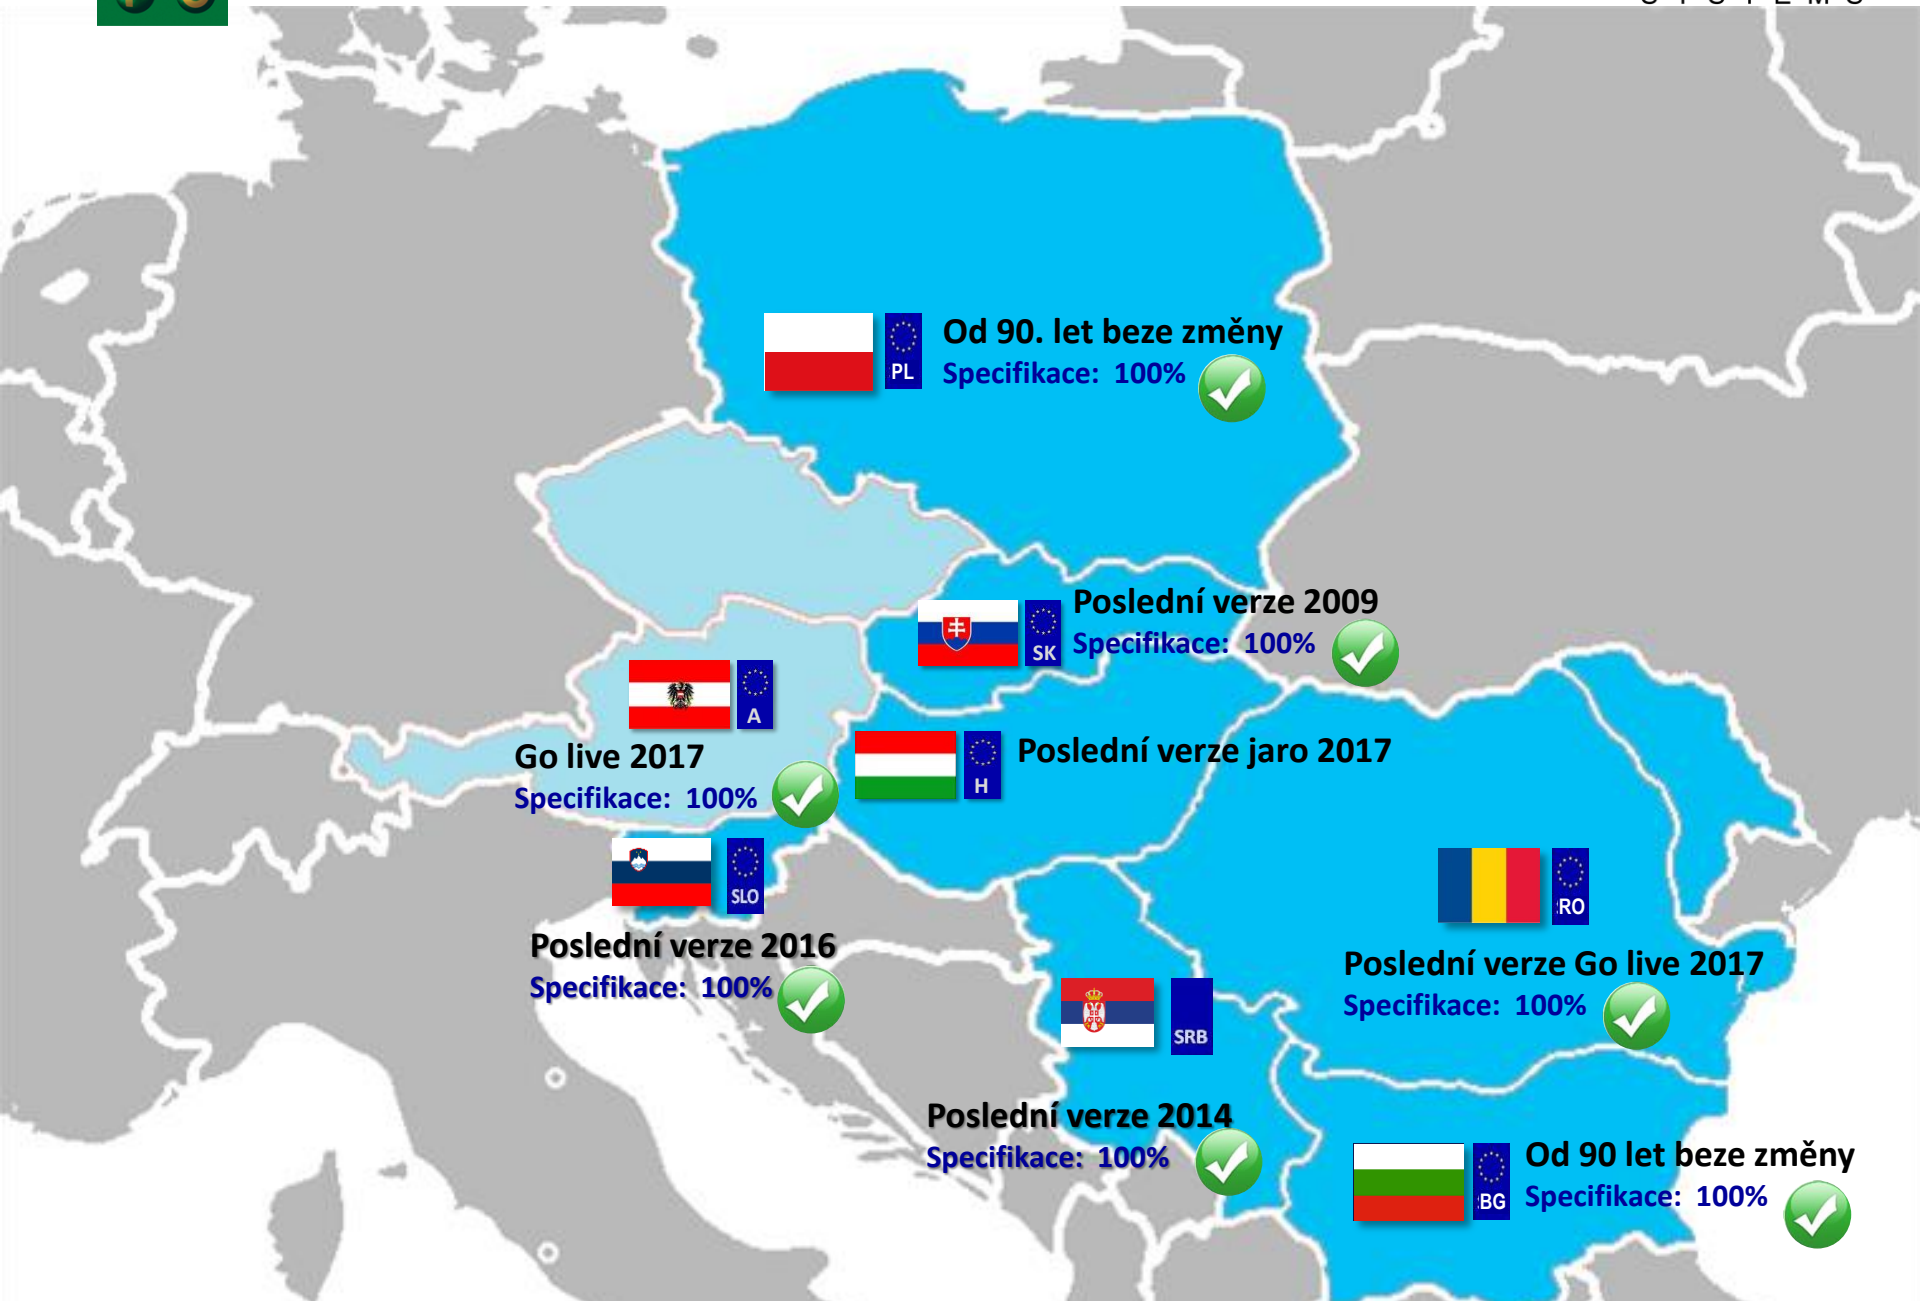 Od 90. let beze změny
PL
Specifikace: 100%
Poslední verze 2009
SK
Specifikace: 100%
A
Go live 2017
Specifikace: 100%
Poslední verze jaro 2017
H
SLO
Poslední verze 2016
Specifikace: 100%
RO
Poslední verze Go live 2017
Specifikace: 100%
SRB
Poslední verze 2014
Specifikace: 100%
Od 90 let beze změny
BG
Specifikace: 100%